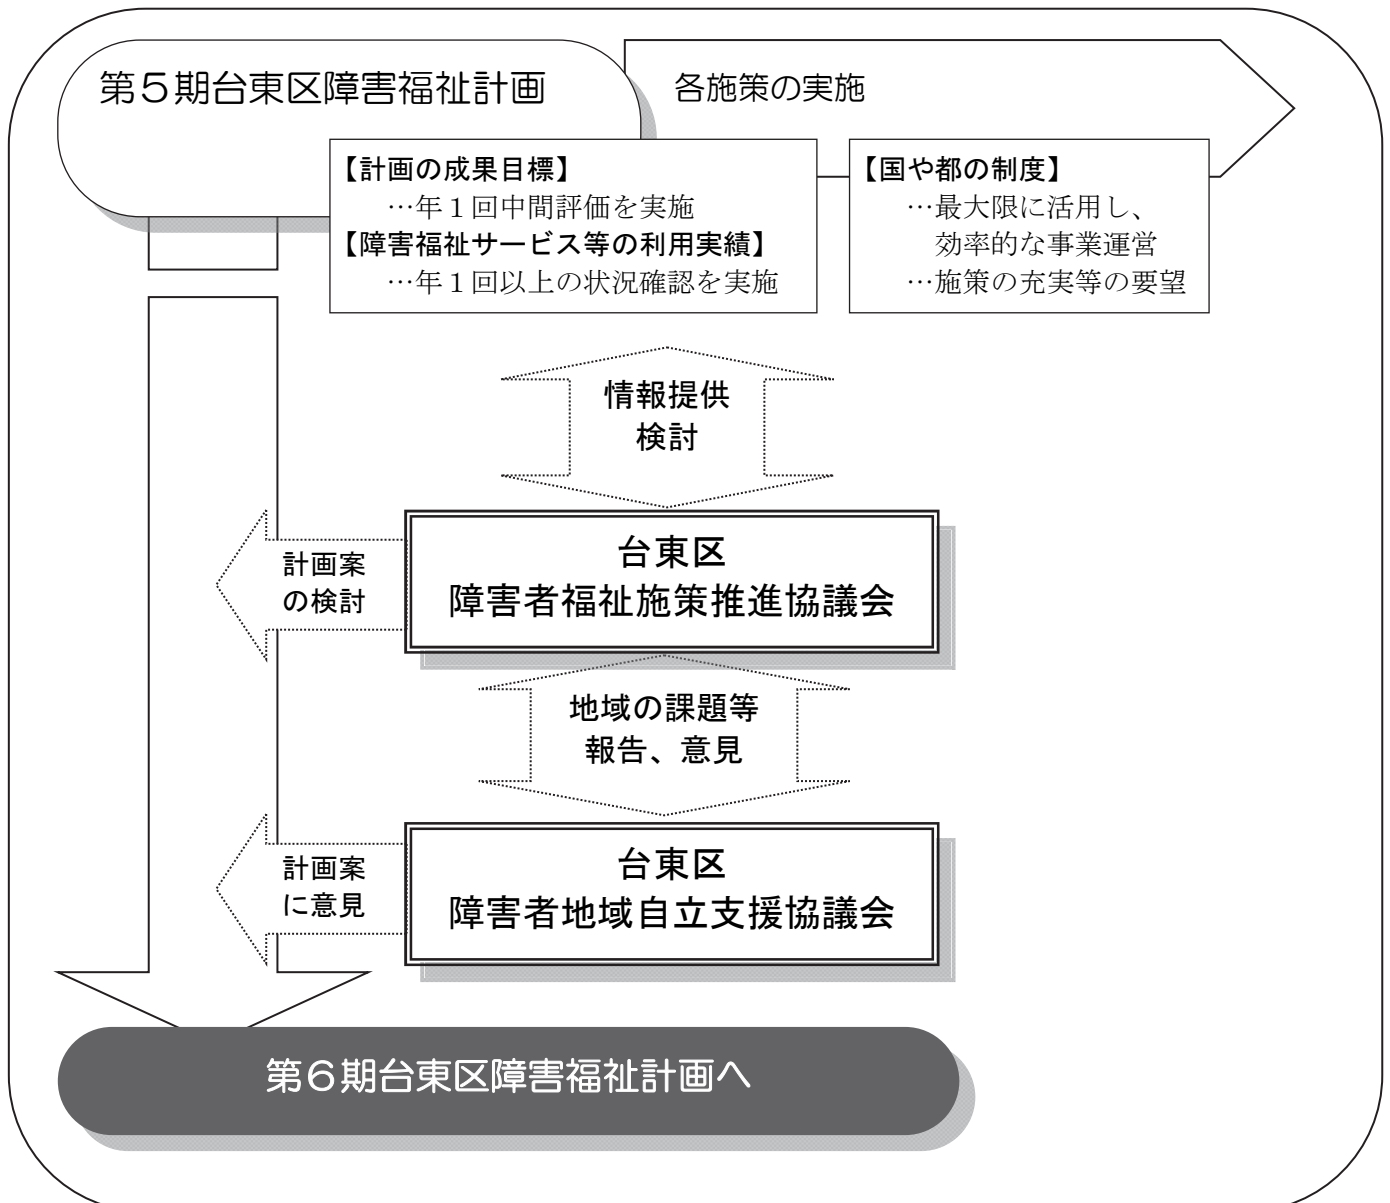 第５期台東区障害福祉計画
各施策の実施
【計画の成果目標】
…年１回中間評価を実施
【障害福祉サービス等の利用実績】
…年１回以上の状況確認を実施
【国や都の制度】
…最大限に活用し、
効率的な事業運営
…施策の充実等の要望
情報提供
検討
台東区
障害者福祉施策推進協議会
計画案
の検討
地域の課題等
報告、意見
台東区
障害者地域自立支援協議会
計画案
に意見
第６期台東区障害福祉計画へ